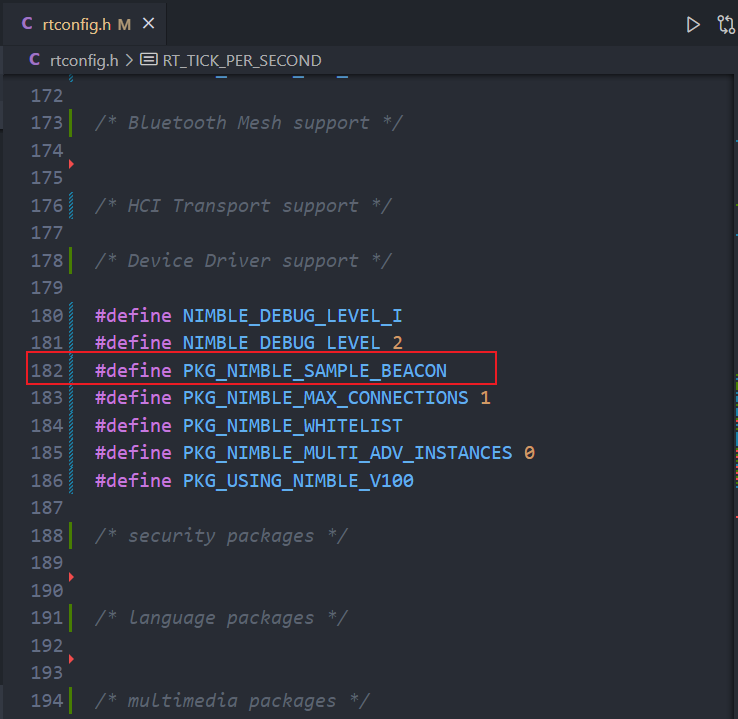 C rtconfig.h M
C rtconfig.h > RT_TICK_PER_SECOND
172
173 /* Bluetooth Mesh support */
174
175
176 /* HCI Transport support */
177
178 /* Device Driver support */
179
180 #define NIMBLE_DEBUG_LEVEL_I
181 #define NIMBLE_DEBUG_LEVEL 2
182 #define PKG_NIMBLE_SAMPLE_BEACON
183 #define PKG_NIMBLE_MAX_CONNECTIONS 1
184 #define PKG_NIMBLE_WHITELIST
185 #define PKG_NIMBLE_MULTI_ADV_INSTANCES 0
186 #define PKG_USING_NIMBLE_V100
187
188 /* security packages */
189
190
191 /* language packages */
192
193
194 /* multimedia packages */